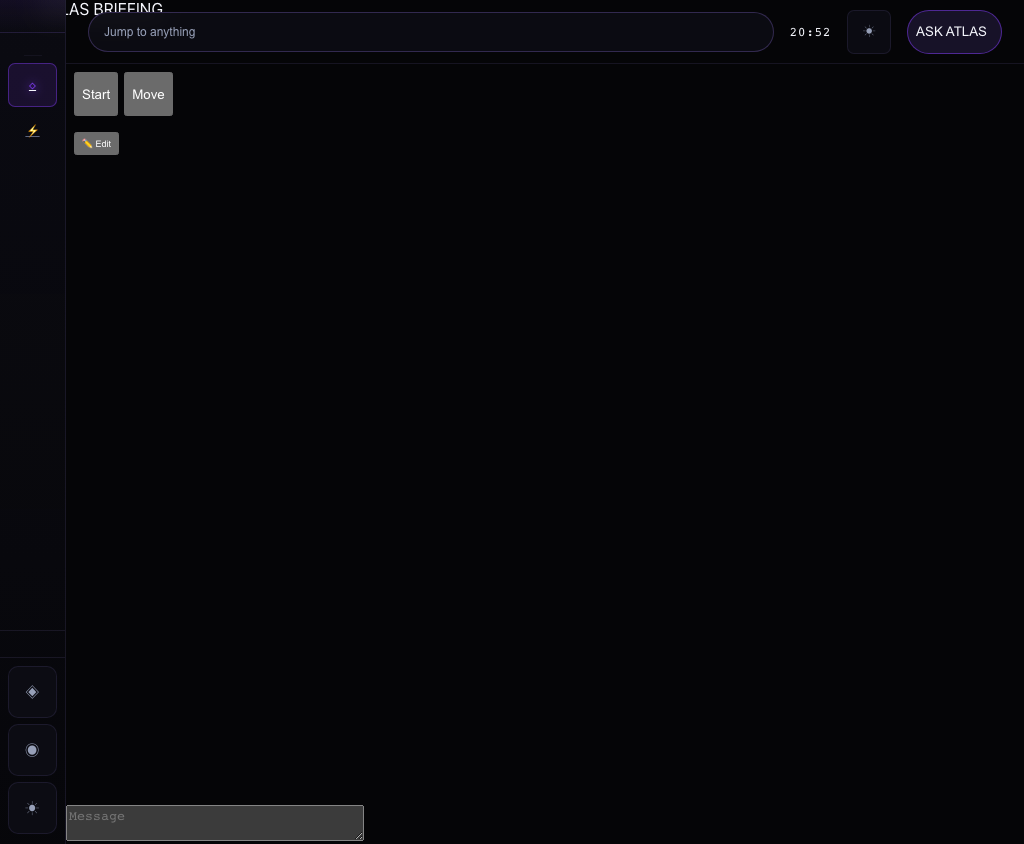 LAS BRIEFING
Jump to anything
20:52
ASK ATLAS
Start
Move
✏️ Edit
Message